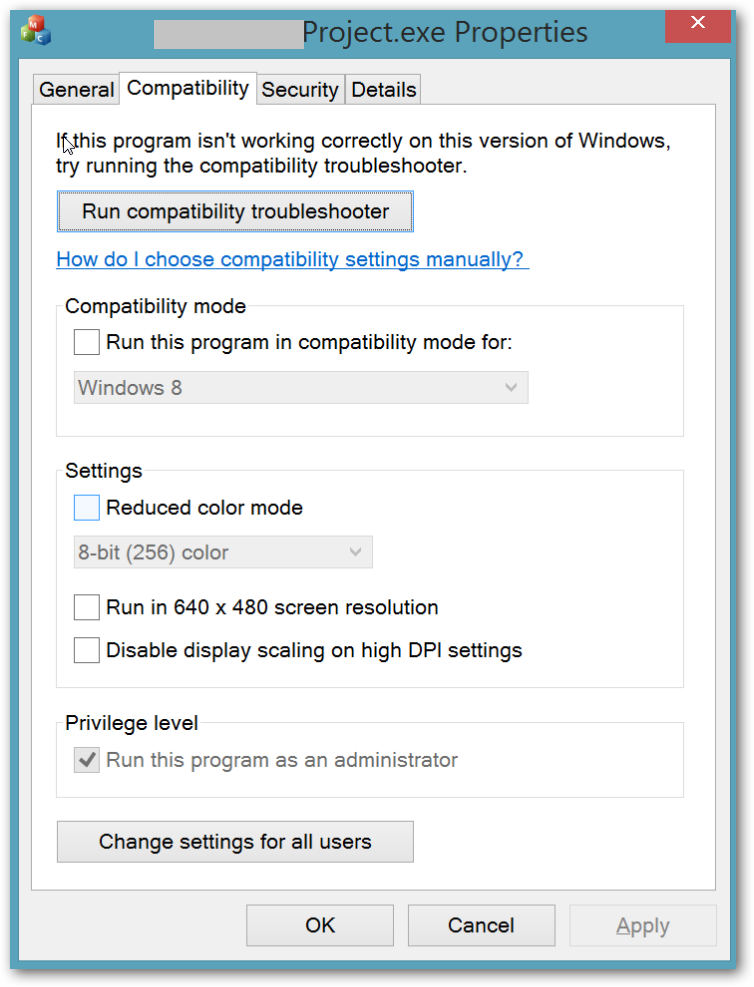 Project.exe Properties
General Compatibility Security Details
If this program isn't working correctly on this version of Windows,
try running the compatibility troubleshooter.
Run compatibility troubleshooter
How do I choose compatibility settings manually?
Compatibility mode
Run this program in compatibility mode for:
Windows 8
Settings
Reduced color mode
8-bit (256) color
Run in 640 x 480 screen resolution
Disable display scaling on high DPI settings
Privilege level
Run this program as an administrator
Change settings for all users
OK Cancel Apply